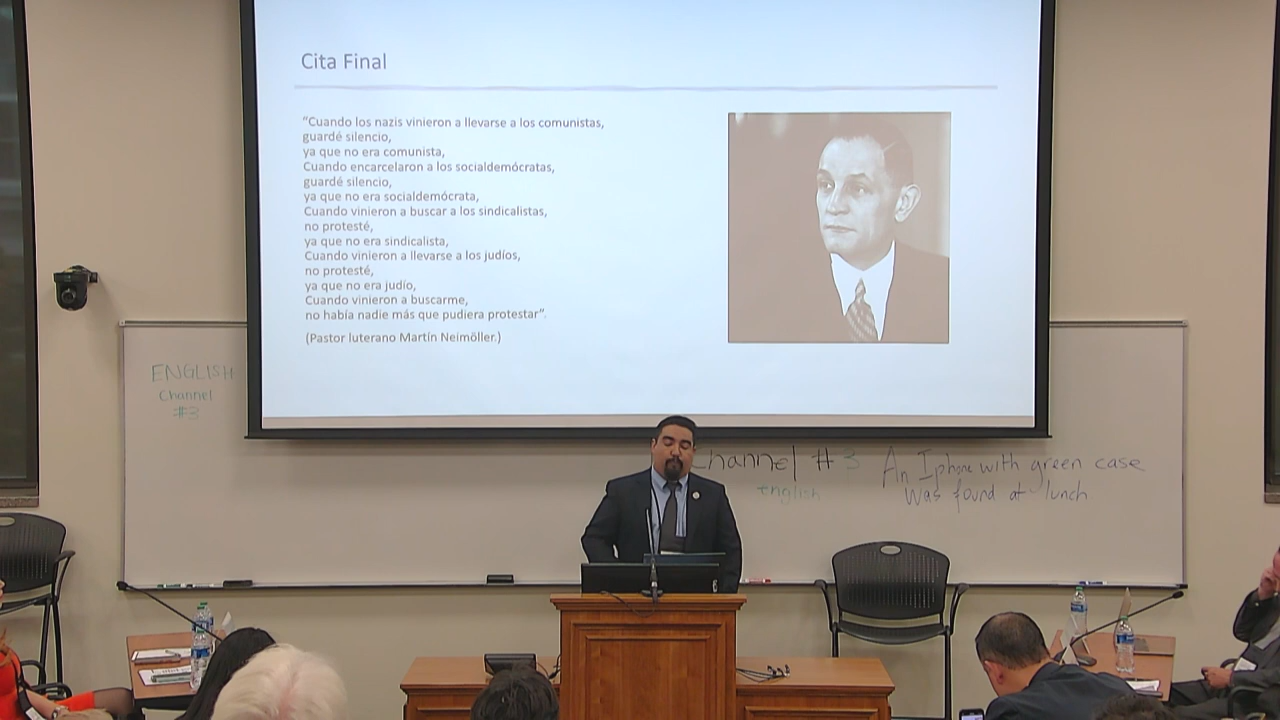 Cita Final
“Cuando los nazis vinieron a llevarse a los comunistas,
guardé silencio,
ya que no era comunista,
Cuando encarcelaron a los socialdemócratas,
guardé silencio,
ya que no era socialdemócrata,
Cuando vinieron a buscar a los sindicalistas,
no protesté,
ya que no era sindicalista,
Cuando vinieron a llevarse a los judíos,
no protesté,
ya que no era judío,
Cuando vinieron a buscarme,
no había nadie más que pudiera protestar”.
(Pastor luterano Martín Neimöller.)
ENGLISH
Channel
#3
Channel # 3
english
An Iphone with green case
was found at lunch